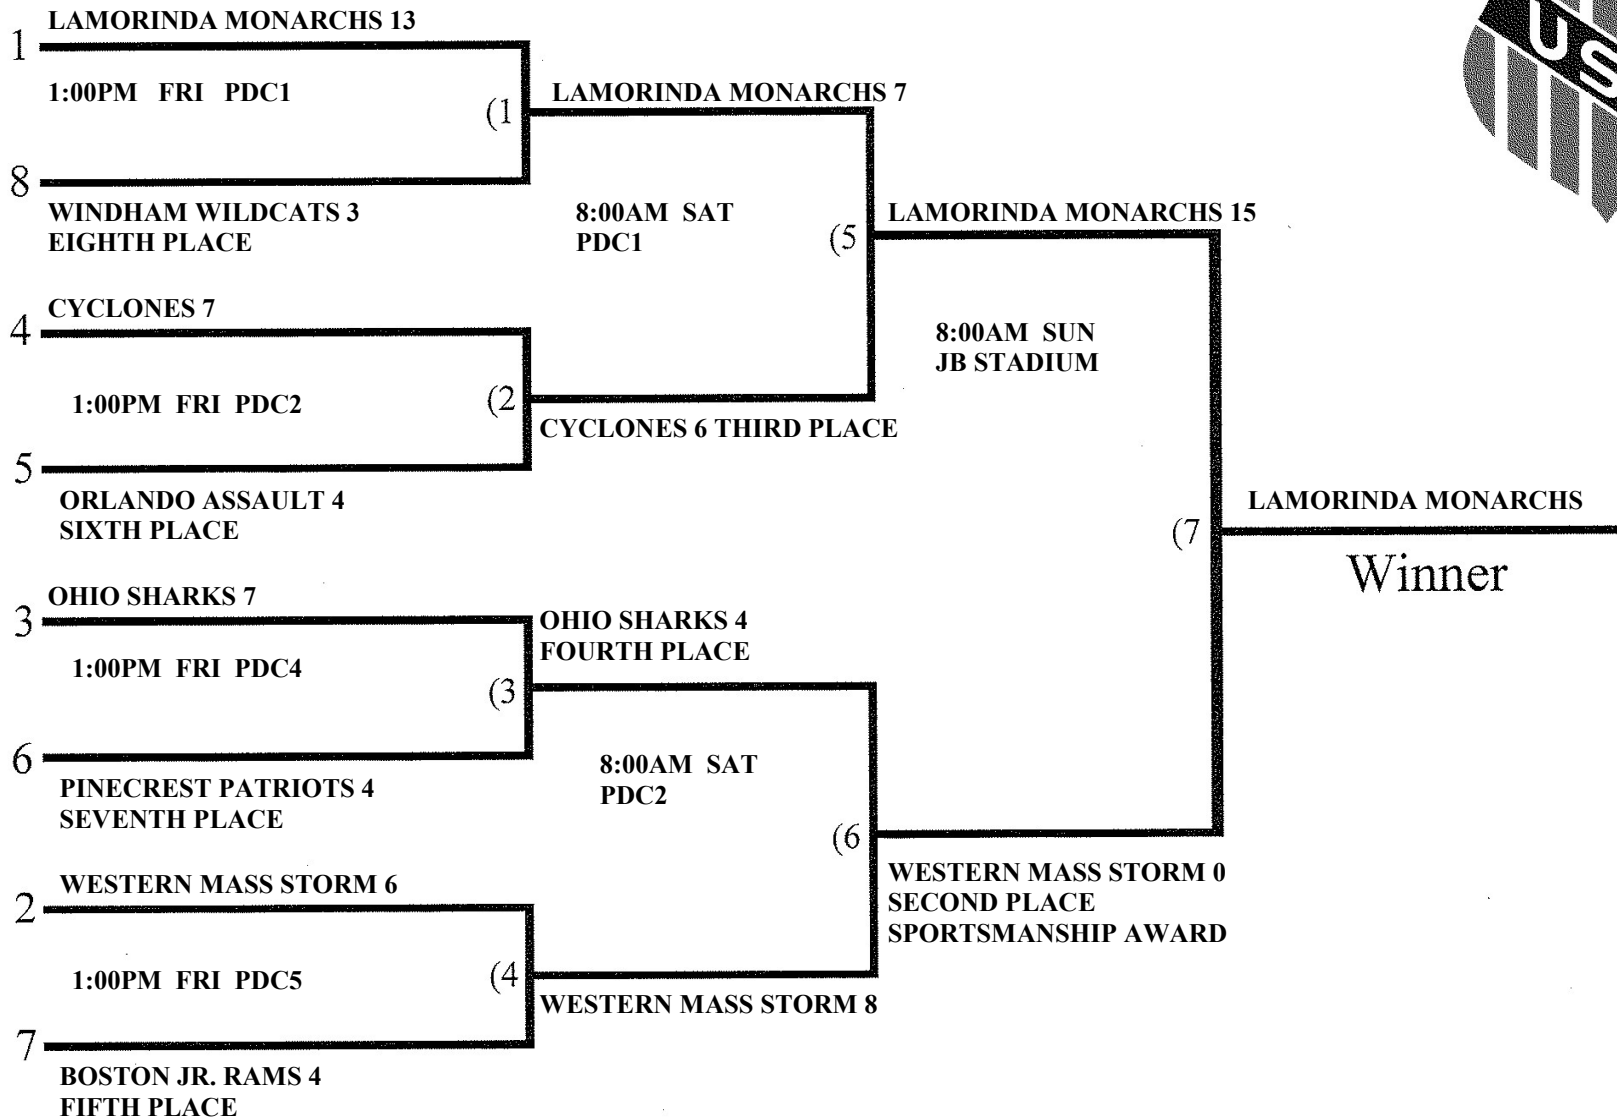 LAMORINDA MONARCHS 13
1
1:00PM FRI PDC1
(1
8
WINDHAM WILDCATS 3
EIGHTH PLACE
LAMORINDA MONARCHS 7
8:00AM SAT
PDC1
(5
CYCLONES 7
4
1:00PM FRI PDC2
(2
5
ORLANDO ASSAULT 4
SIXTH PLACE
CYCLONES 6 THIRD PLACE
LAMORINDA MONARCHS 15
8:00AM SUN
JB STADIUM
(7
LAMORINDA MONARCHS
Winner
OHIO SHARKS 7
3
1:00PM FRI PDC4
(3
6
PINECREST PATRIOTS 4
SEVENTH PLACE
OHIO SHARKS 4
FOURTH PLACE
8:00AM SAT
PDC2
(6
WESTERN MASS STORM 6
2
1:00PM FRI PDC5
(4
7
BOSTON JR. RAMS 4
FIFTH PLACE
WESTERN MASS STORM 8
WESTERN MASS STORM 0
SECOND PLACE
SPORTSMANSHIP AWARD
US